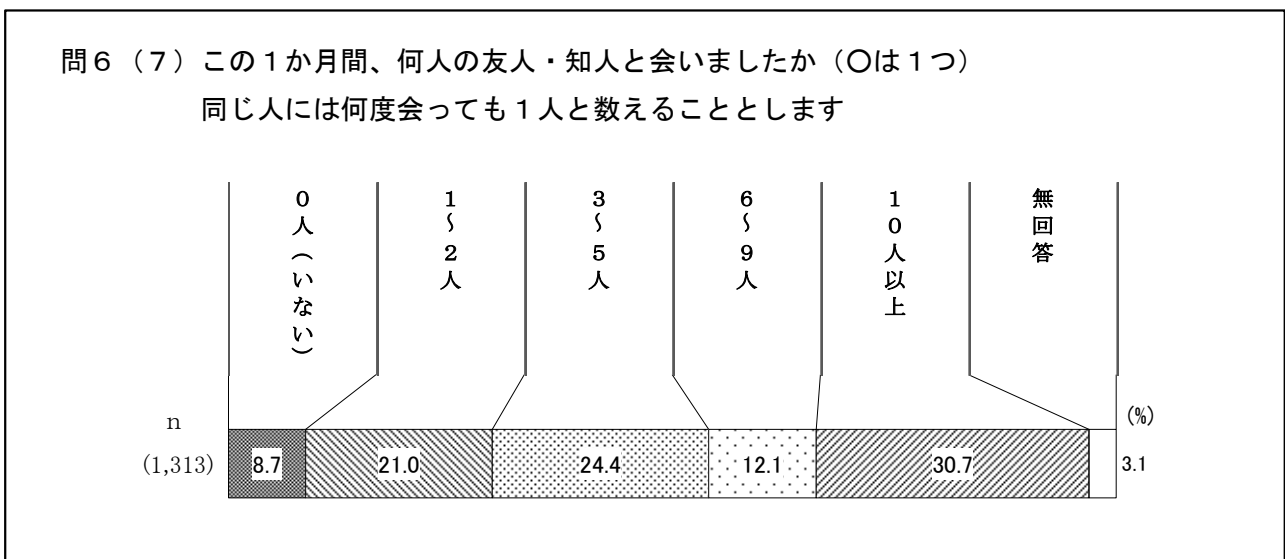 問６（７）この１か月間、何人の友人・知人と会いましたか（〇は１つ）
同じ人には何度会っても１人と数えることとします
０人（いない）
１～２人
３～５人
６～９人
１０人以上
無回答
n
(1,313)
8.7
21.0
24.4
12.1
30.7
(%)
3.1